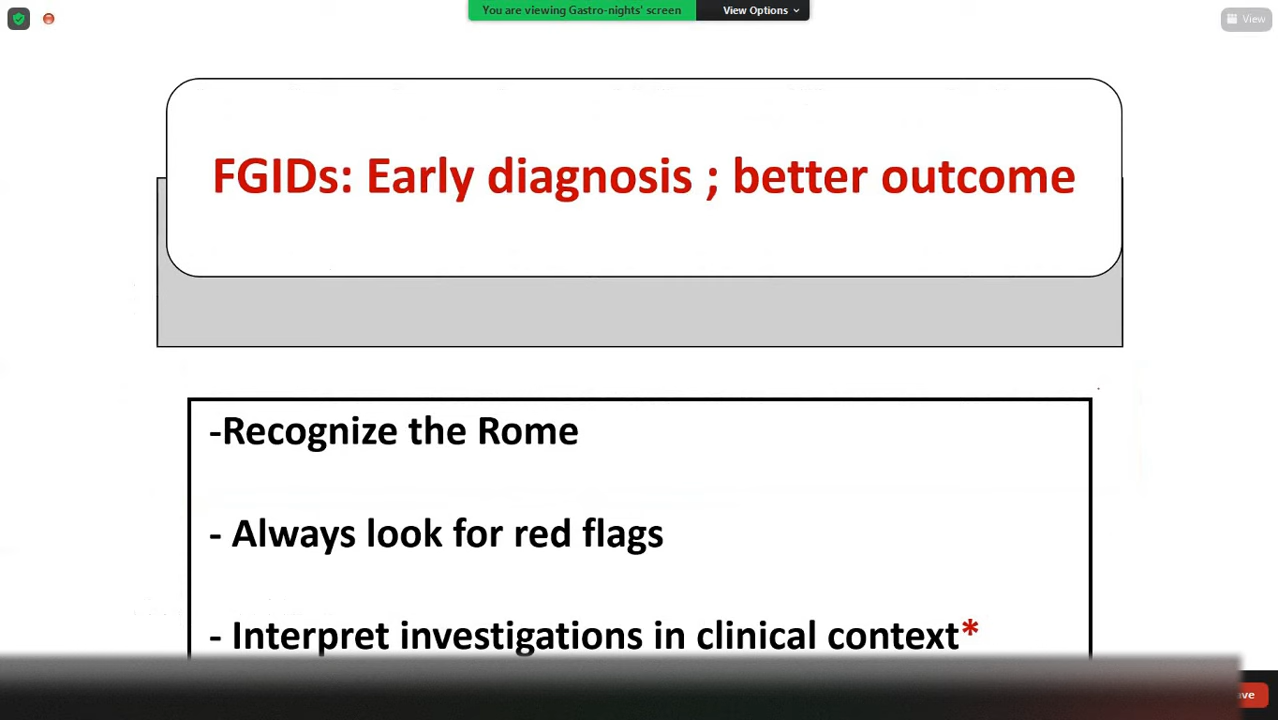 You are viewing Gastro-nights' screen
View Options
View
FGIDs: Early diagnosis ; better outcome
-Recognize the Rome
- Always look for red flags
- Interpret investigations in clinical context*